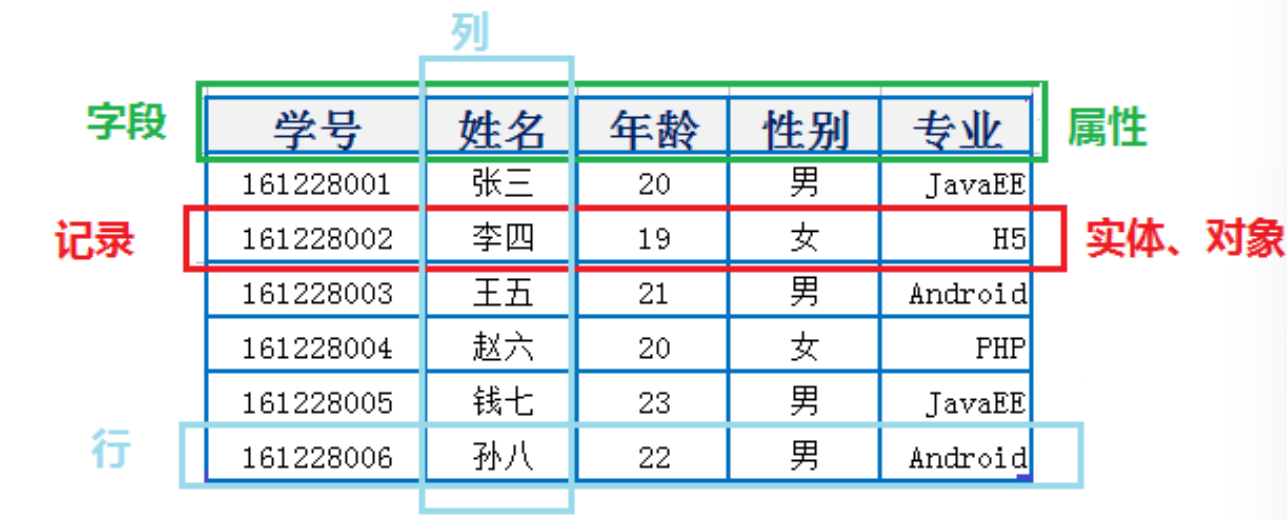 列
字段 学号 姓名 年龄 性别 专业 属性
161228001 张三 20 男 JavaEE
记录 161228002 李四 19 女 H5 实体、对象
161228003 王五 21 男 Android
161228004 赵六 20 女 PHP
161228005 钱七 23 男 JavaEE
行 161228006 孙八 22 男 Android